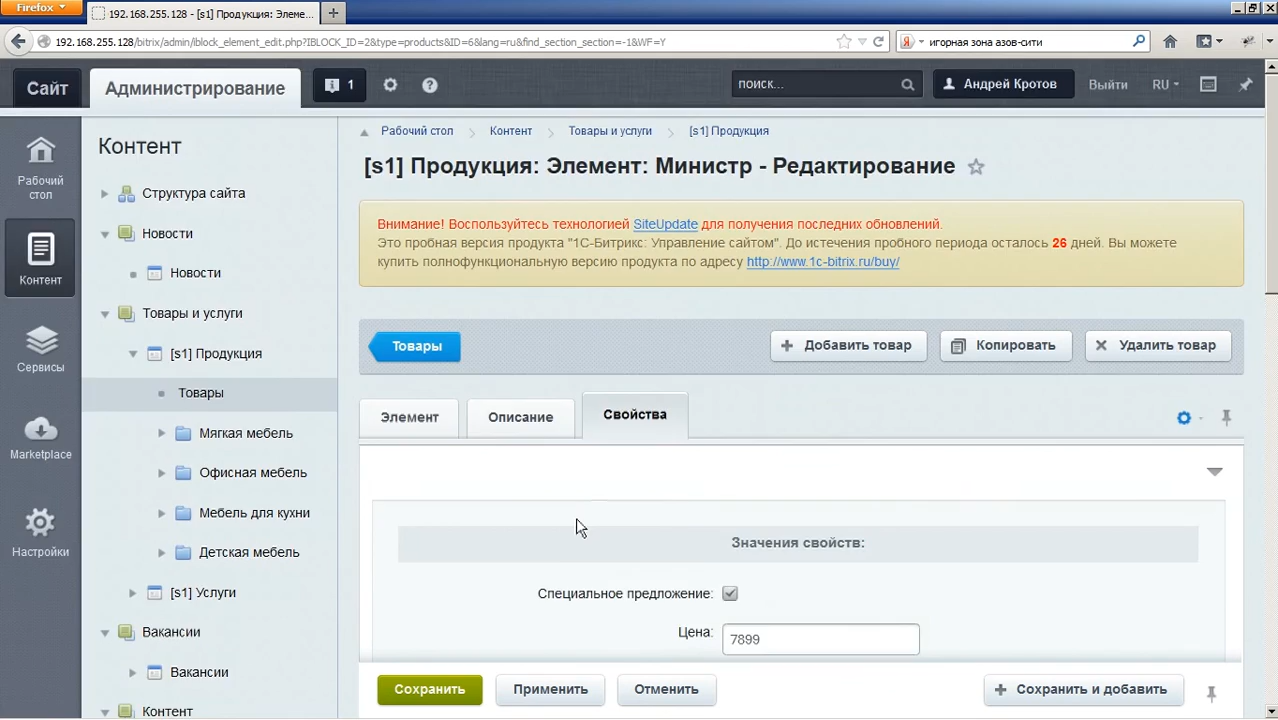 Firefox
192.168.255.128 - [s1] Продукция: Элеме...
192.168.255.128/bitrix/admin/iblock_element_edit.php?IBLOCK_ID=2&type=products&ID=6&lang=ru&find_section_section=-1&WF=Y
игорная зона азов-сити
Сайт
Администрирование
1
поиск...
Андрей Кротов
Выйти
RU
Рабочий стол
Контент
Сервисы
Marketplace
Настройки
Контент
Структура сайта
Новости
Новости
Товары и услуги
[s1] Продукция
Товары
Мягкая мебель
Офисная мебель
Мебель для кухни
Детская мебель
[s1] Услуги
Вакансии
Вакансии
Контент
Рабочий стол Контент Товары и услуги [s1] Продукция
[s1] Продукция: Элемент: Министр - Редактирование
Внимание! Воспользуйтесь технологией SiteUpdate для получения последних обновлений.
Это пробная версия продукта "1С-Битрикс: Управление сайтом". До истечения пробного периода осталось 26 дней. Вы можете
купить полнофункциональную версию продукта по адресу http://www.1c-bitrix.ru/buy/
Товары
Добавить товар
Копировать
Удалить товар
Элемент
Описание
Свойства
Значения свойств:
Специальное предложение:
Цена: 7899
Сохранить
Применить
Отменить
Сохранить и добавить